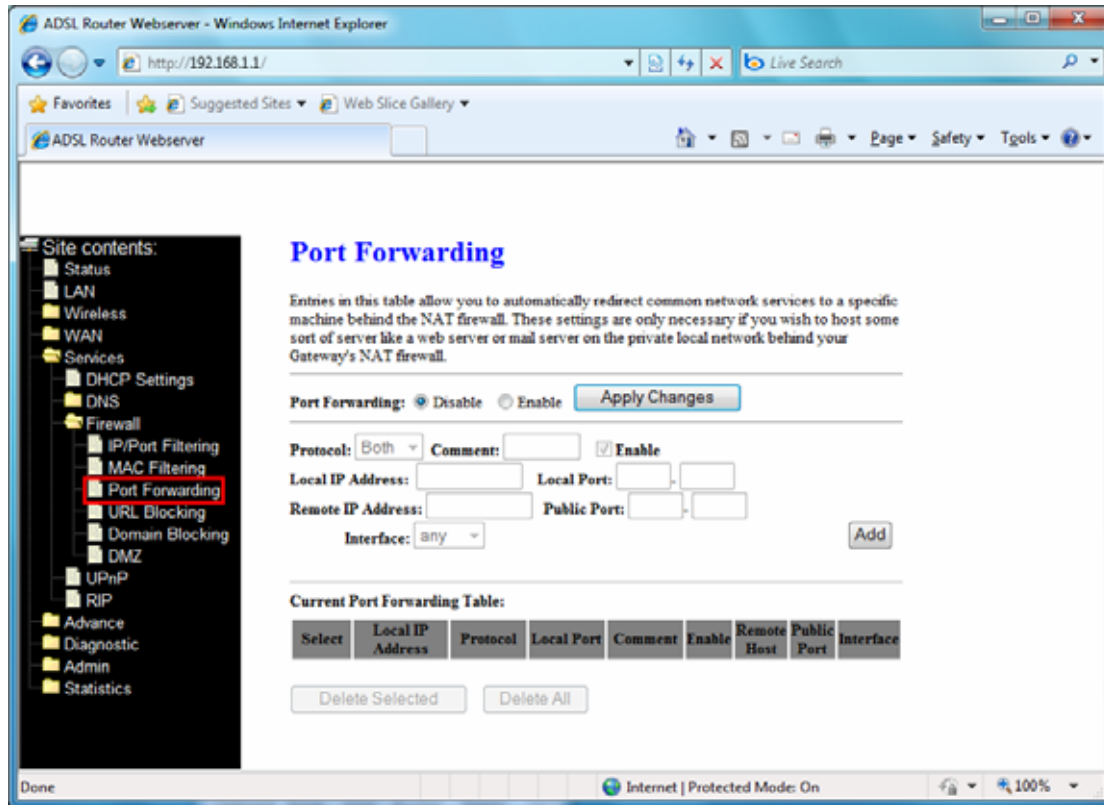 ADSL Router Webserver - Windows Internet Explorer
http://192.168.1.1/
Live Search
Favorites
Suggested Sites
Web Slice Gallery
ADSL Router Webserver
Page
Safety
Tools
Site contents:
Status
LAN
Wireless
WAN
Services
DHCP Settings
DNS
Firewall
IP/Port Filtering
MAC Filtering
Port Forwarding
URL Blocking
Domain Blocking
DMZ
UPnP
RIP
Advance
Diagnostic
Admin
Statistics
Port Forwarding
Entries in this table allow you to automatically redirect common network services to a specific
machine behind the NAT firewall. These settings are only necessary if you wish to host some
sort of server like a web server or mail server on the private local network behind your
Gateway's NAT firewall.
Port Forwarding: Disable Enable Apply Changes
Protocol: Both Comment: Enable
Local IP Address: Local Port: -
Remote IP Address: Public Port: -
Interface: any Add
Current Port Forwarding Table:
Select Local IP Address Protocol Local Port Comment Enable Remote Host Public Port Interface
Delete Selected Delete All
Done
Internet | Protected Mode: On
100%